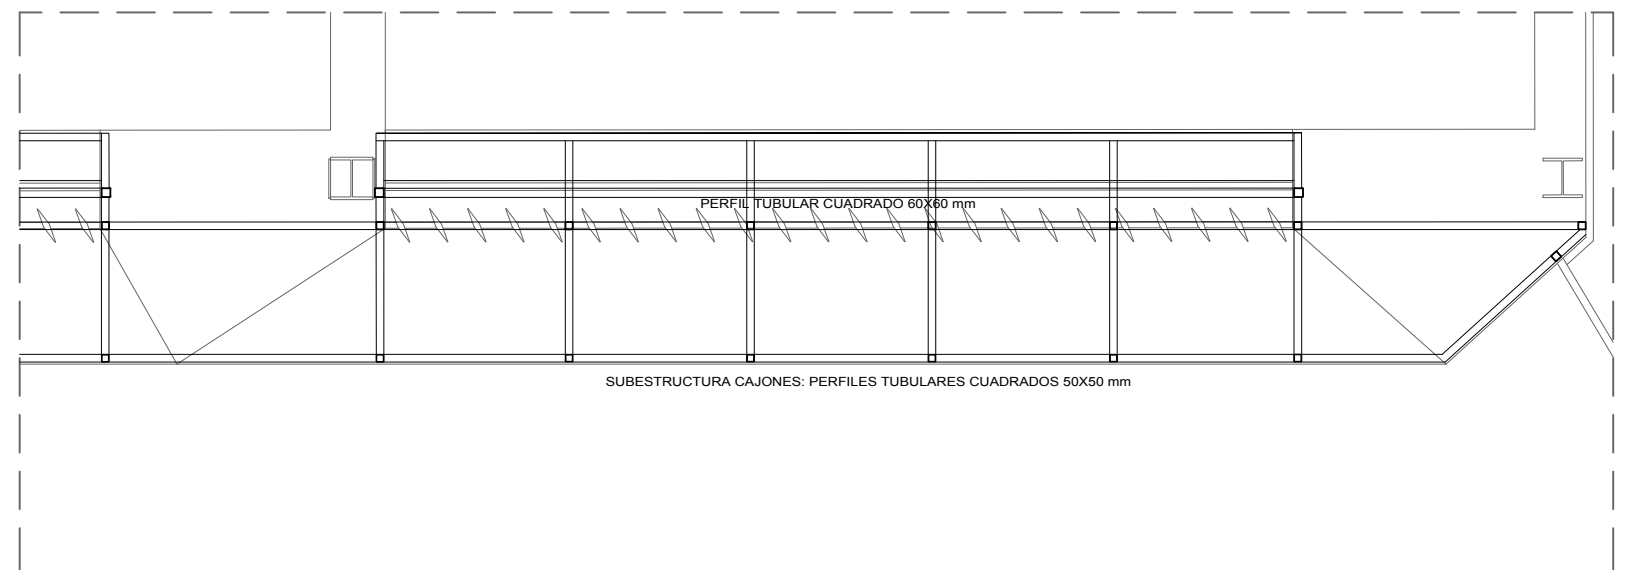 PERFIL TUBULAR CUADRADO 60X60 mm
SUBESTRUCTURA CAJONES: PERFILES TUBULARES CUADRADOS 50X50 mm